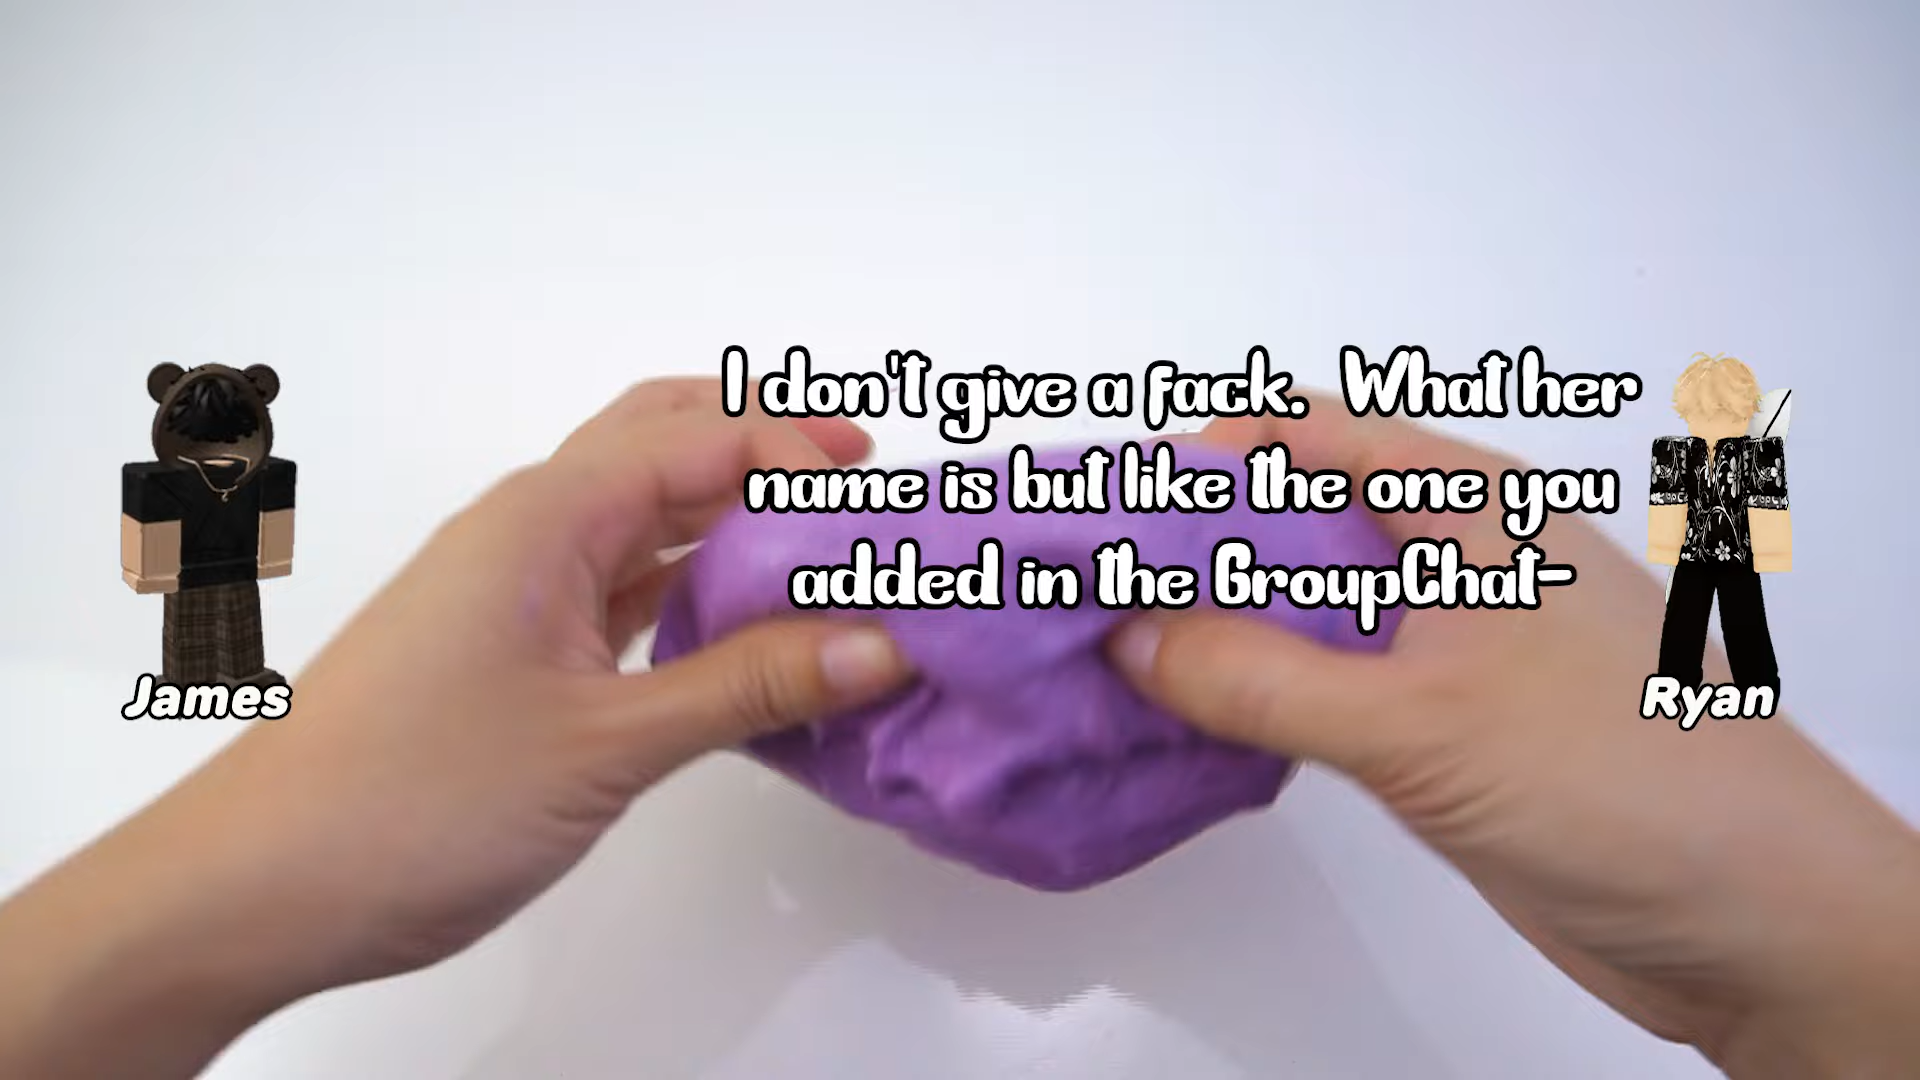 I don't give a fack.  What her
name is but like the one you
added in the GroupChat-
James
Ryan